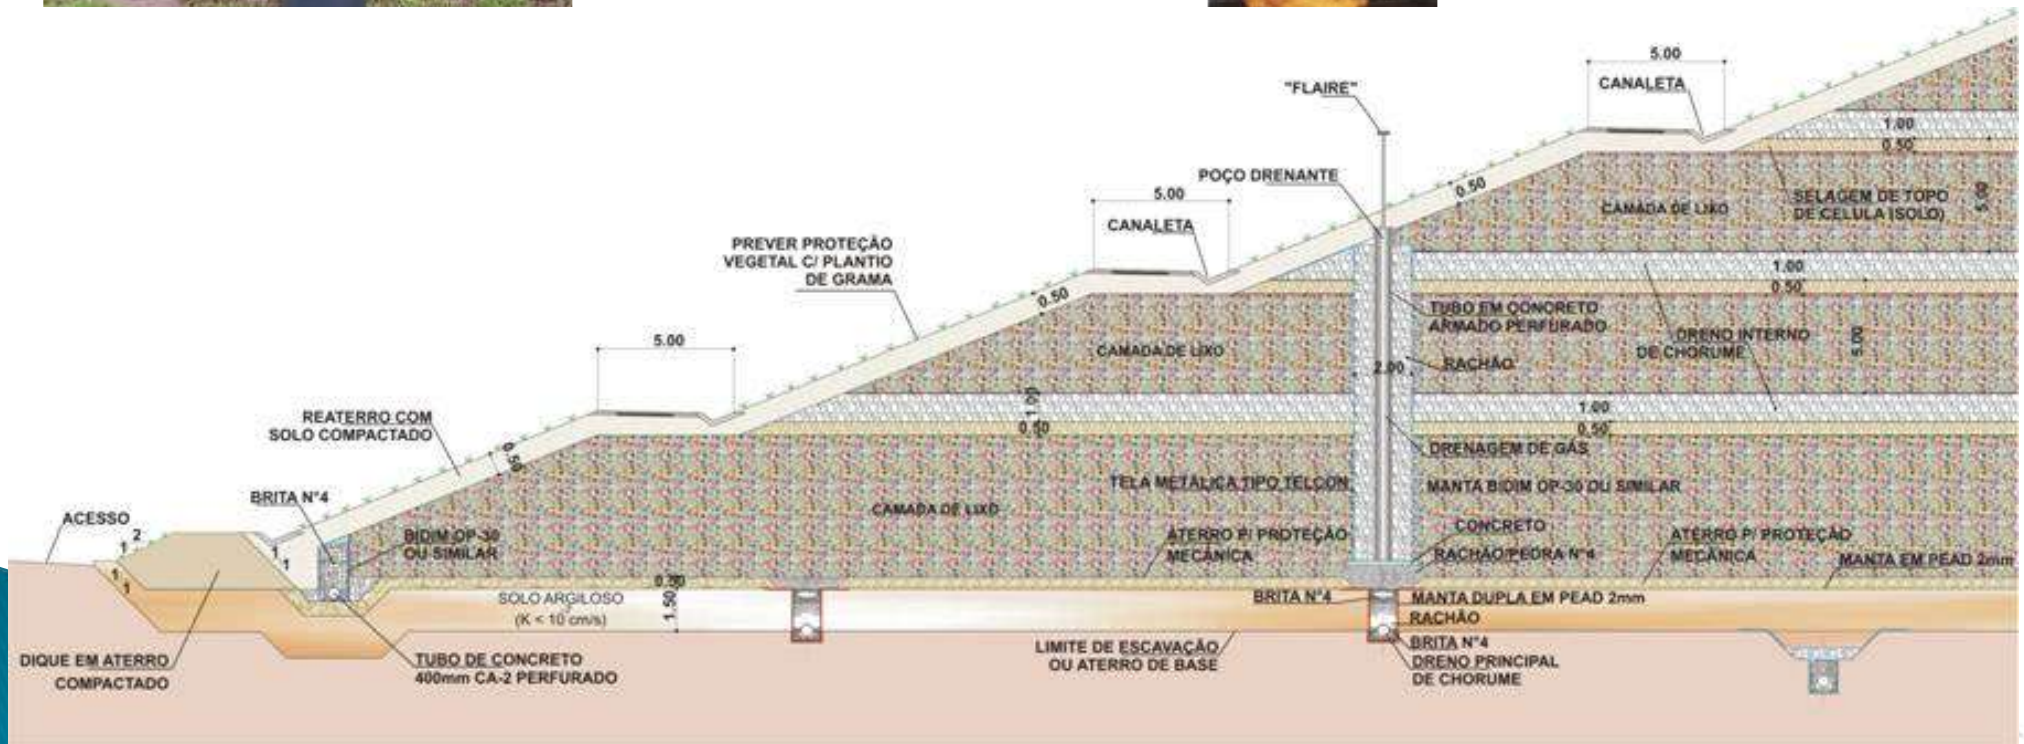 5.00
CANALETA
"FLAIRE"
1.00
0.50
POÇO DRENANTE
5.00
0.50
SELAGEM DE TOPO
DE CELULA (SOLO)
5.00
CAMADA DE LIXO
CANALETA
PREVER PROTEÇÃO
VEGETAL C/ PLANTIO
DE GRAMA
1.00
0.50
0.50
TUBO EM CONCRETO
ARMADO PERFURADO
DRENO INTERNO
DE CHORUME
5.00
5.00
CAMADA DE LIXO
RACHÃO
2.00
REATERRO COM
SOLO COMPACTADO
1.00
0.50
1.00
0.50
0.50
DRENAGEM DE GÁS
TELA METÁLICA TIPO TELCON
MANTA BIDIM OP-30 OU SIMILAR
BRITA N°4
CAMADA DE LIXO
ACESSO
2
1
BIDIM OP-30
OU SIMILAR
1
1
CONCRETO
ATERRO P/ PROTEÇÃO
MECÂNICA
RACHÃO/PEDRA N°4
ATERRO P/ PROTEÇÃO
MECÂNICA
MANTA EM PEAD 2mm
1
1
0.50
1.50
SOLO ARGILOSO
(K < 10 cm/s)
BRITA N°4
MANTA DUPLA EM PEAD 2mm
RACHÃO
BRITA N°4
LIMITE DE ESCAVAÇÃO
OU ATERRO DE BASE
DRENO PRINCIPAL
DE CHORUME
DIQUE EM ATERRO
COMPACTADO
TUBO DE CONCRETO
400mm CA-2 PERFURADO